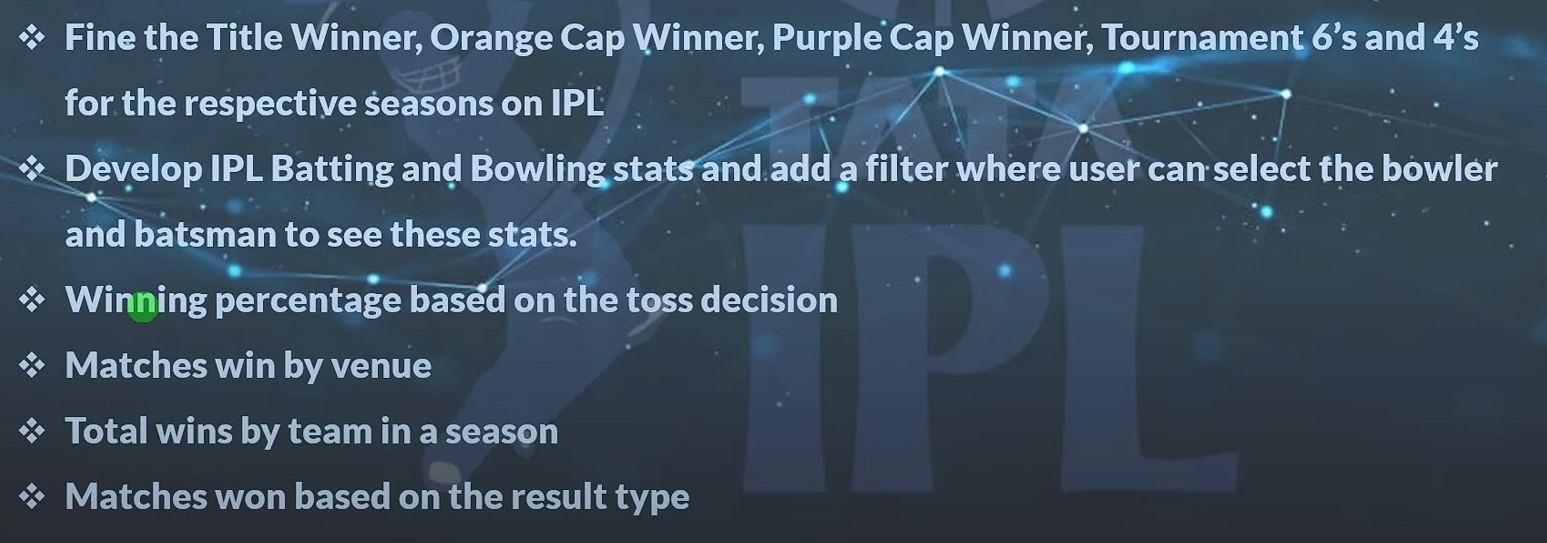 ❖ Fine the Title Winner, Orange Cap Winner, Purple Cap Winner, Tournament 6’s and 4’s
for the respective seasons on IPL
❖ Develop IPL Batting and Bowling stats and add a filter where user can select the bowler
and batsman to see these stats.
❖ Winning percentage based on the toss decision
❖ Matches win by venue
❖ Total wins by team in a season
❖ Matches won based on the result type
TATA
IPL